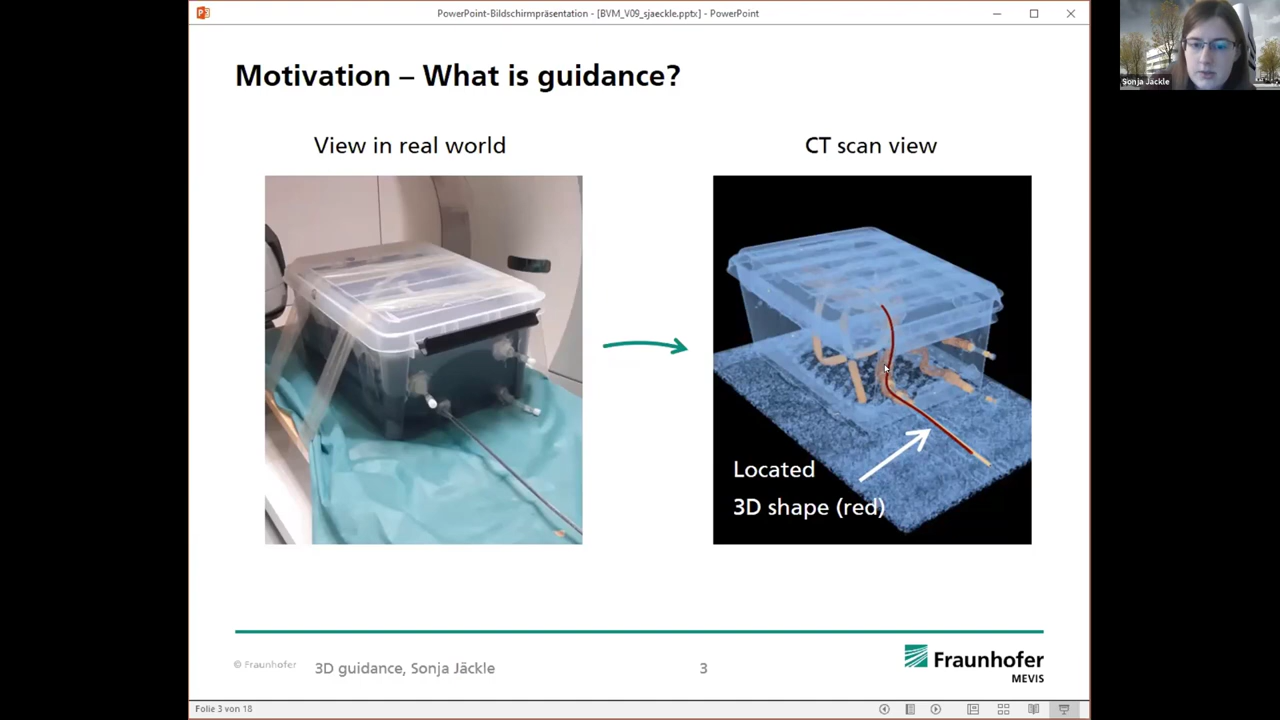 PowerPoint-Bildschirmpräsentation - [BVM_V09_sjaeckle.pptx] - PowerPoint
Sonja Jäckle
Motivation – What is guidance?
View in real world
CT scan view
Located
3D shape (red)
© Fraunhofer
3D guidance, Sonja Jäckle
3
Fraunhofer
MEVIS
Folie 3 von 18